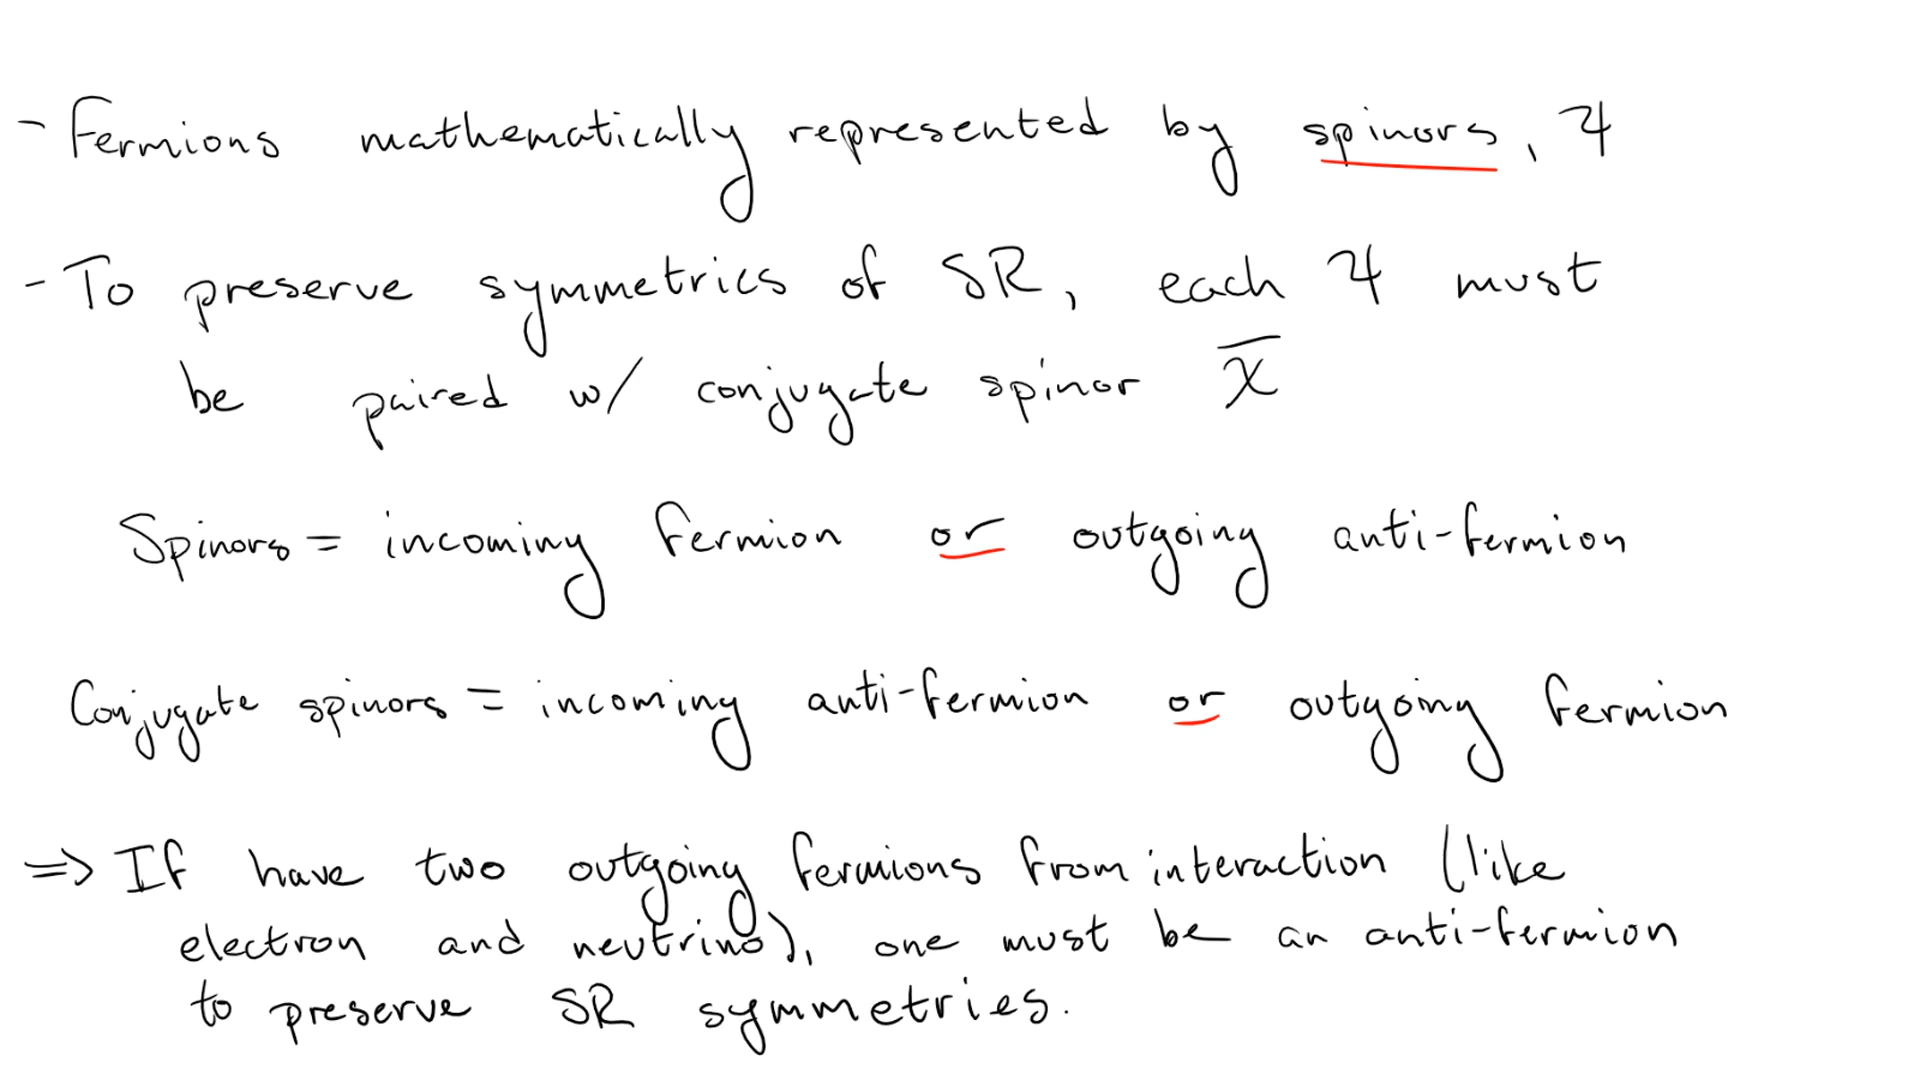 - Fermions mathematically represented by spinors, ψ
- To preserve symmetries of SR, each ψ must
be paired w/ conjugate spinor χ̅
Spinors = incoming fermion or outgoing anti-fermion
Conjugate spinors = incoming anti-fermion or outgoing fermion
⇒ If have two outgoing fermions from interaction (like
electron and neutrino), one must be an anti-fermion
to preserve SR symmetries.